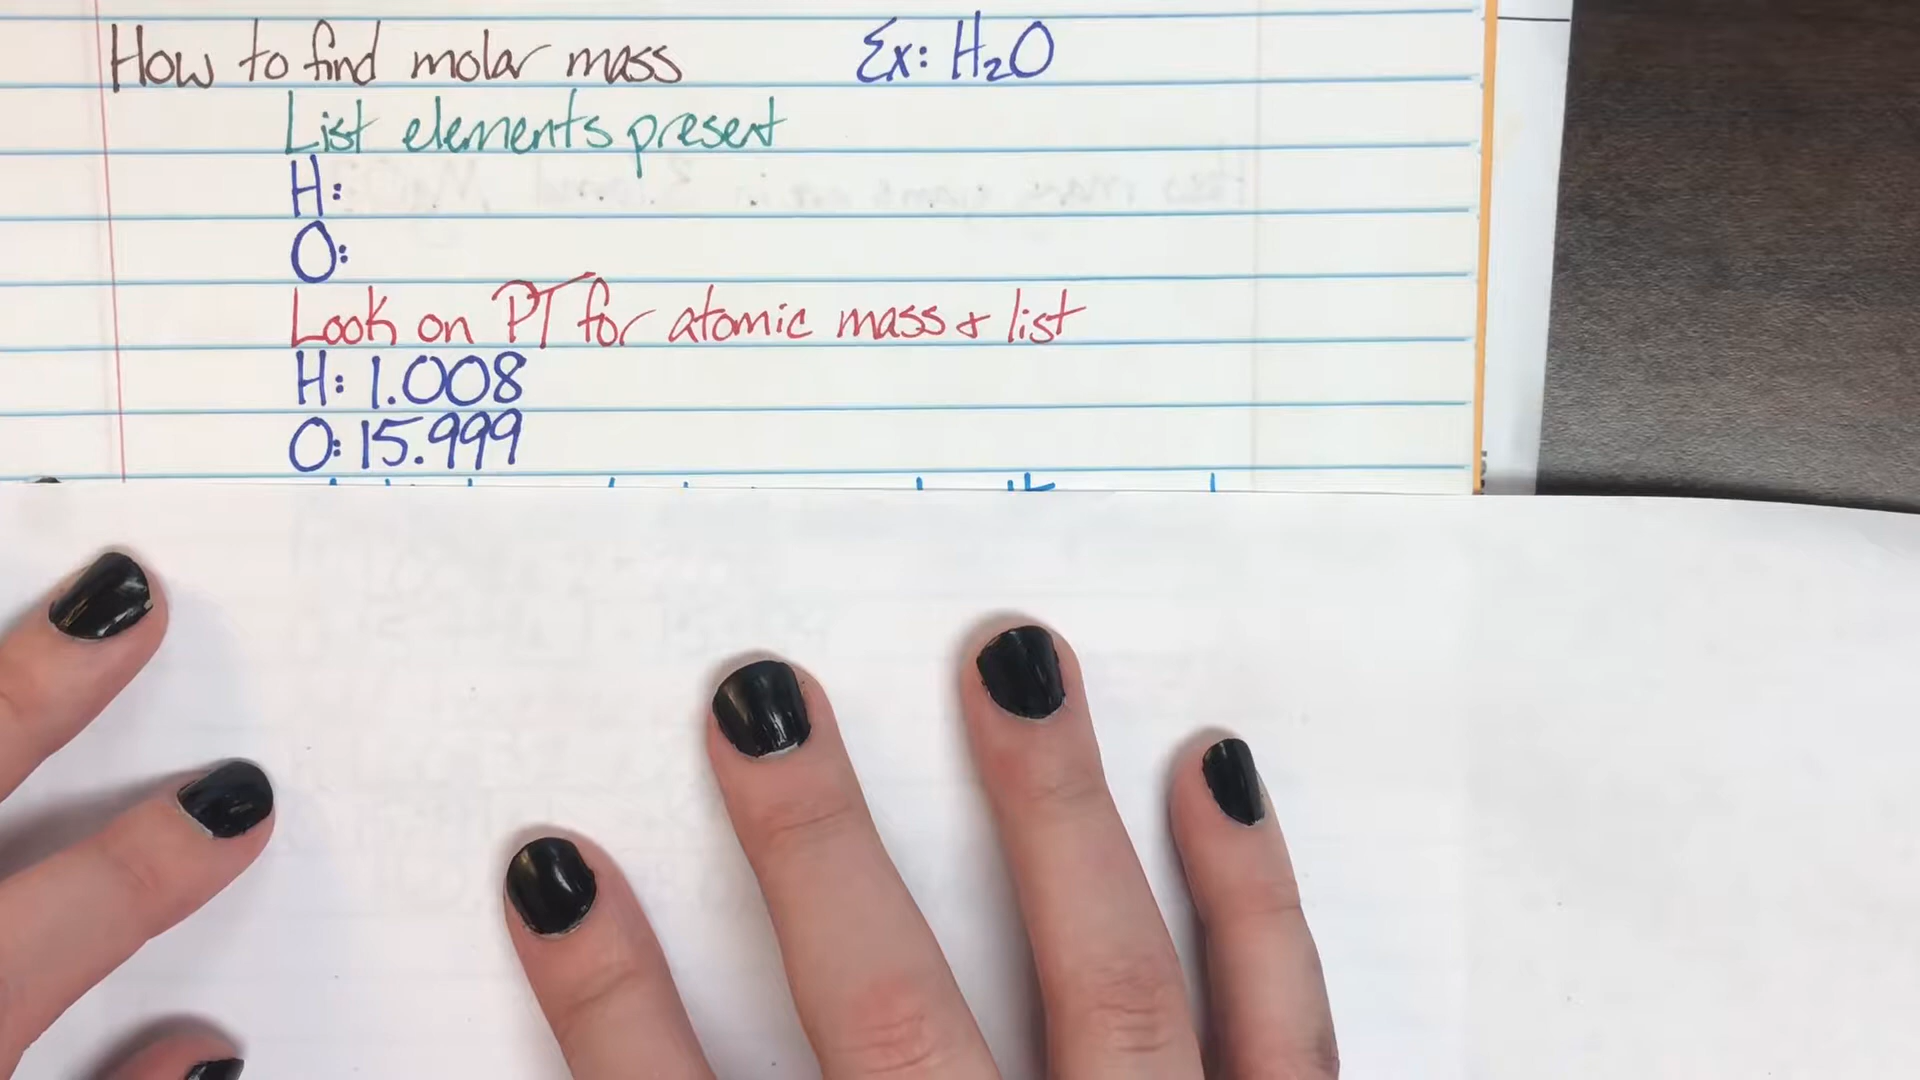 How to find molar mass Ex: H₂O
List elements present
H:
O:
Look on PT for atomic mass & list
H: 1.008
O: 15.999